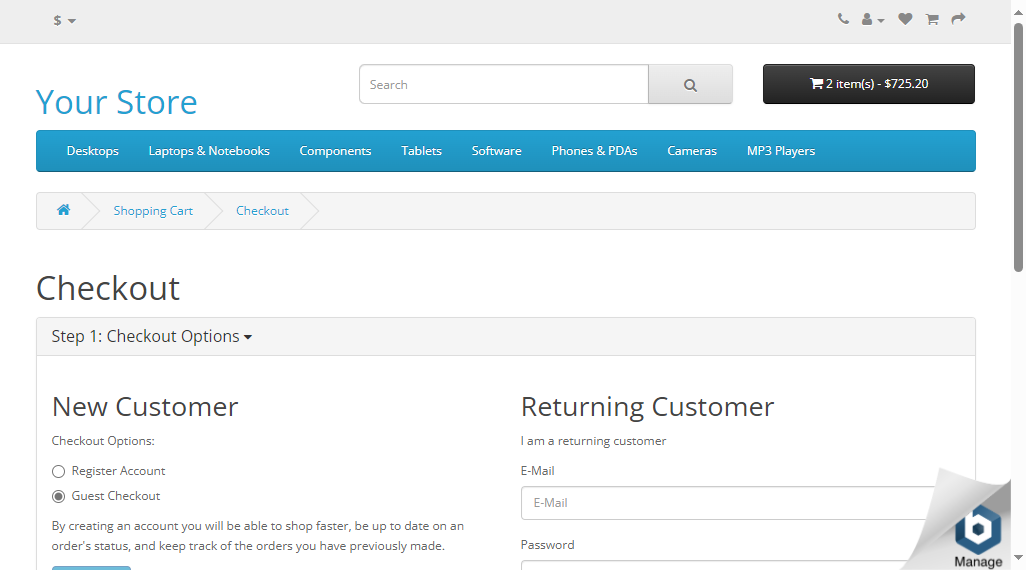 $
Search
2 item(s) - $725.20
Your Store
Desktops Laptops & Notebooks Components Tablets Software Phones & PDAs Cameras MP3 Players
Shopping Cart Checkout
Checkout
Step 1: Checkout Options
New Customer
Checkout Options:
Register Account
Guest Checkout
By creating an account you will be able to shop faster, be up to date on an
order's status, and keep track of the orders you have previously made.
Returning Customer
I am a returning customer
E-Mail
E-Mail
Password
Manage